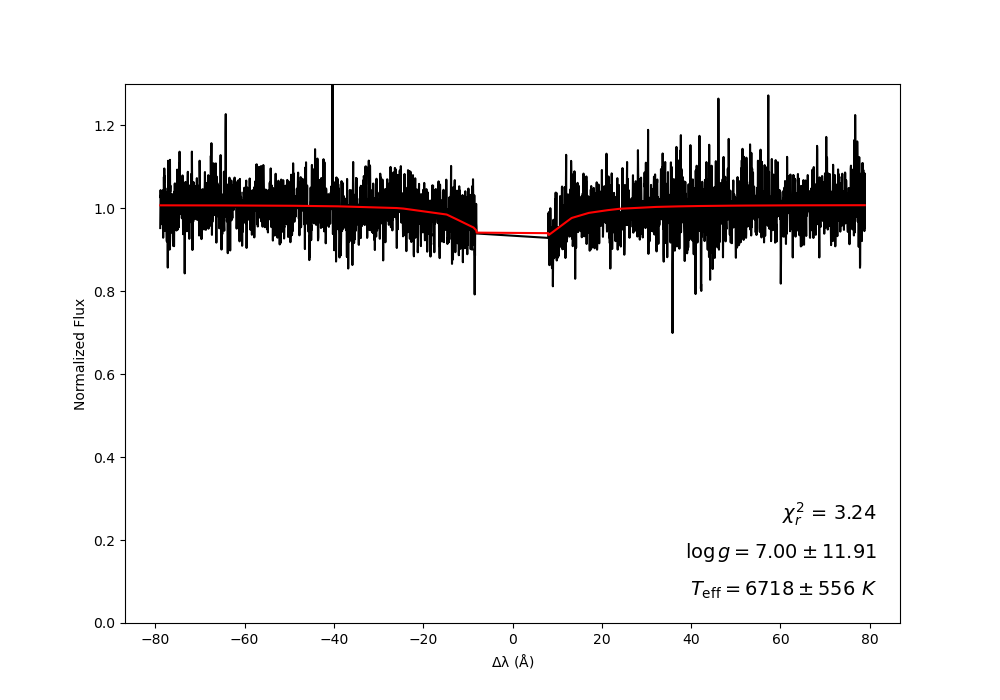 1.2
1.0
0.8
0.6
0.4
0.2
0.0
Normalized Flux
χ²ᵣ = 3.24
log g = 7.00 ± 11.91
T_eff = 6718 ± 556 K
−80 −60 −40 −20 0 20 40 60 80
Δλ (Å)